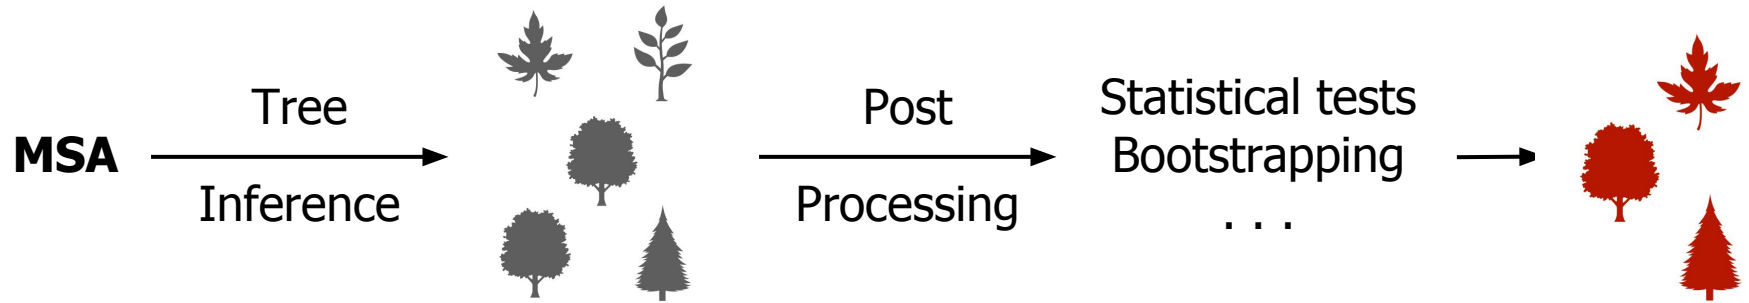 MSA
Tree
Inference
Post
Processing
Statistical tests
Bootstrapping
. . .